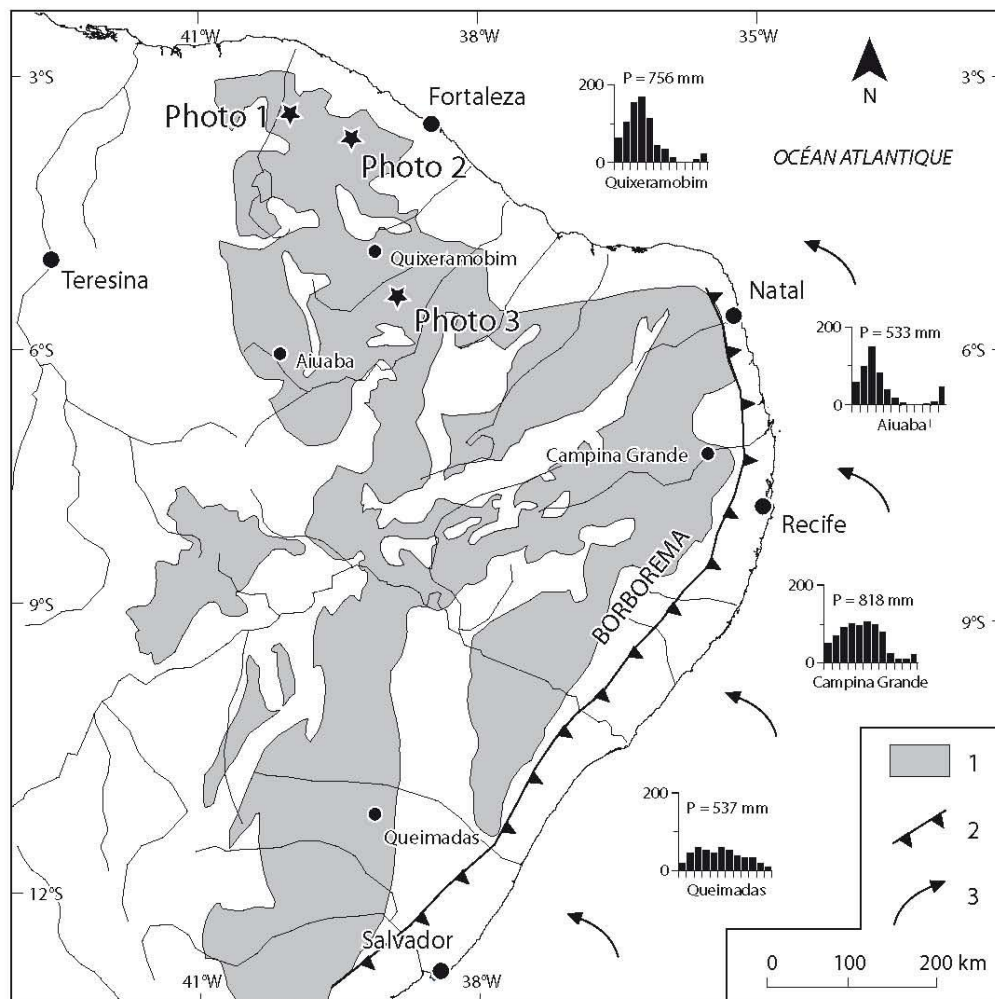 41°W
38°W
35°W
3°S
3°S
200
P = 756 mm
0
Quixeramobim
N
Fortaleza
Photo 1
Photo 2
OCÉAN ATLANTIQUE
Teresina
Quixeramobim
Natal
Photo 3
200
P = 533 mm
0
Aiuaba
6°S
6°S
Aiuaba
Campina Grande
Recife
BORBOREMA
200
P = 818 mm
0
Campina Grande
9°S
9°S
200
P = 537 mm
0
Queimadas
1
2
3
Queimadas
12°S
Salvador
41°W
38°W
0 100 200 km